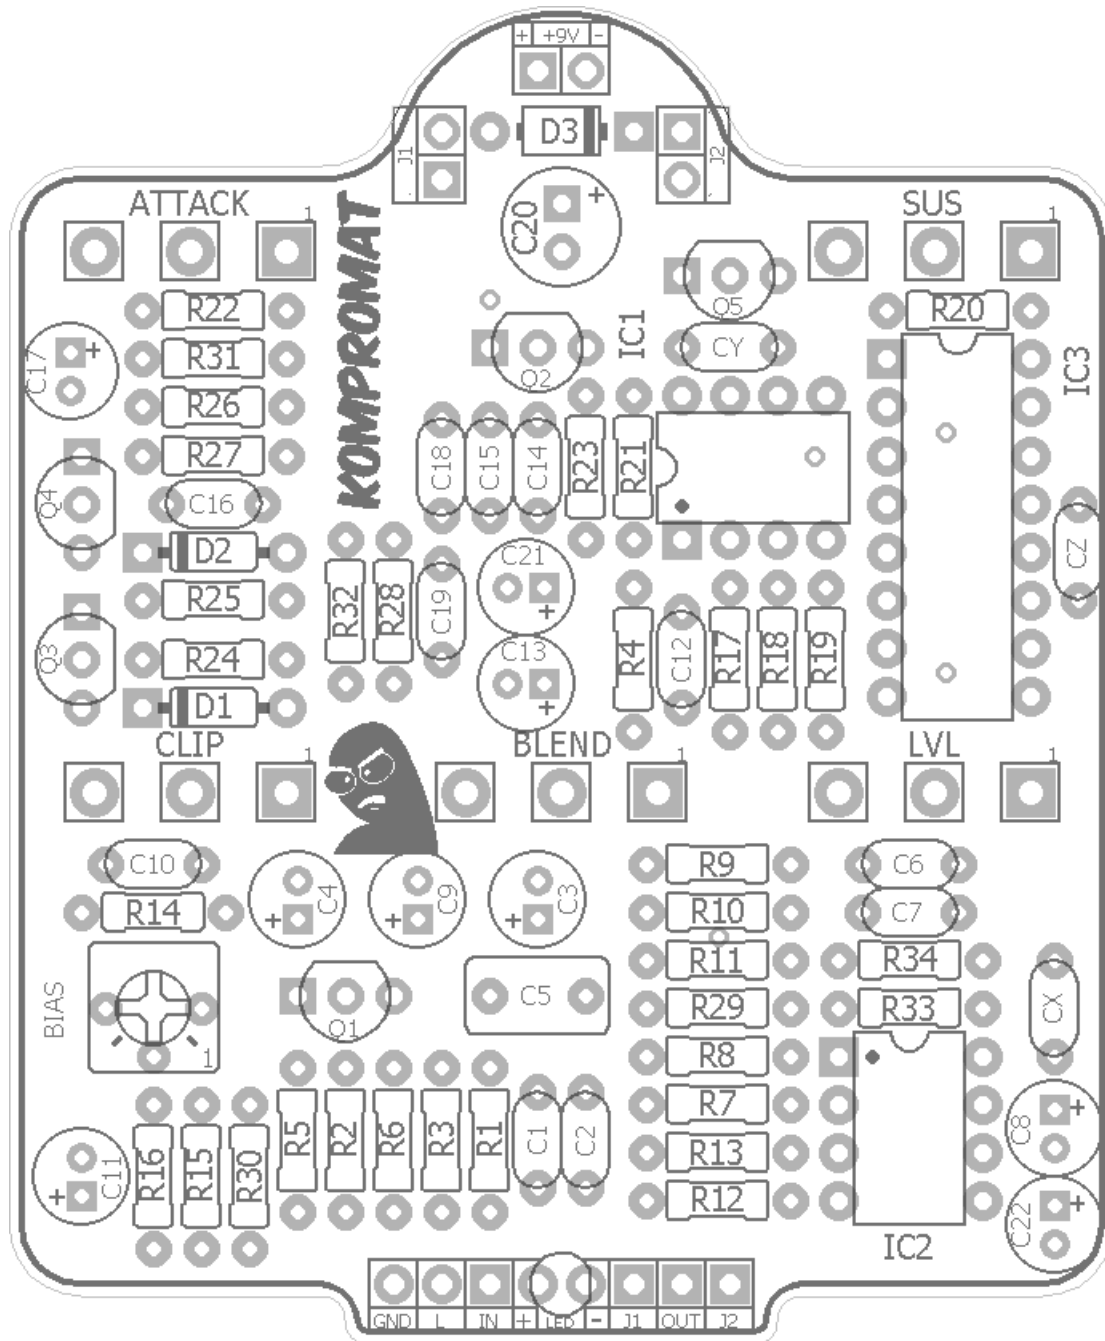 + +9V -
J1 D3 J2
ATTACK C20 + SUS
1 1
KOMPROMAT
R22 Q5 R20
C17 + R31 Q2 IC1 CY IC3
R26
R27 C18 C15 C14 R23 R21
Q4 C16
D2 C21 + CZ
R25 R32 R28 C19
Q3 R24 C13 + R4 C12 R17 R18 R19
D1
CLIP BLEND LVL
1 1 1
C10 R9 C6
R14 C4 + C9 + C3 + R10 C7
R11 R34
BIAS 1 Q1 C5 R29 R33 CX
R8
R7 C8 +
R16 R15 R30 R5 R2 R6 R3 R1 C1 C2 R13
C11 + R12 C22 +
IC2
GND L IN + LED - J1 OUT J2